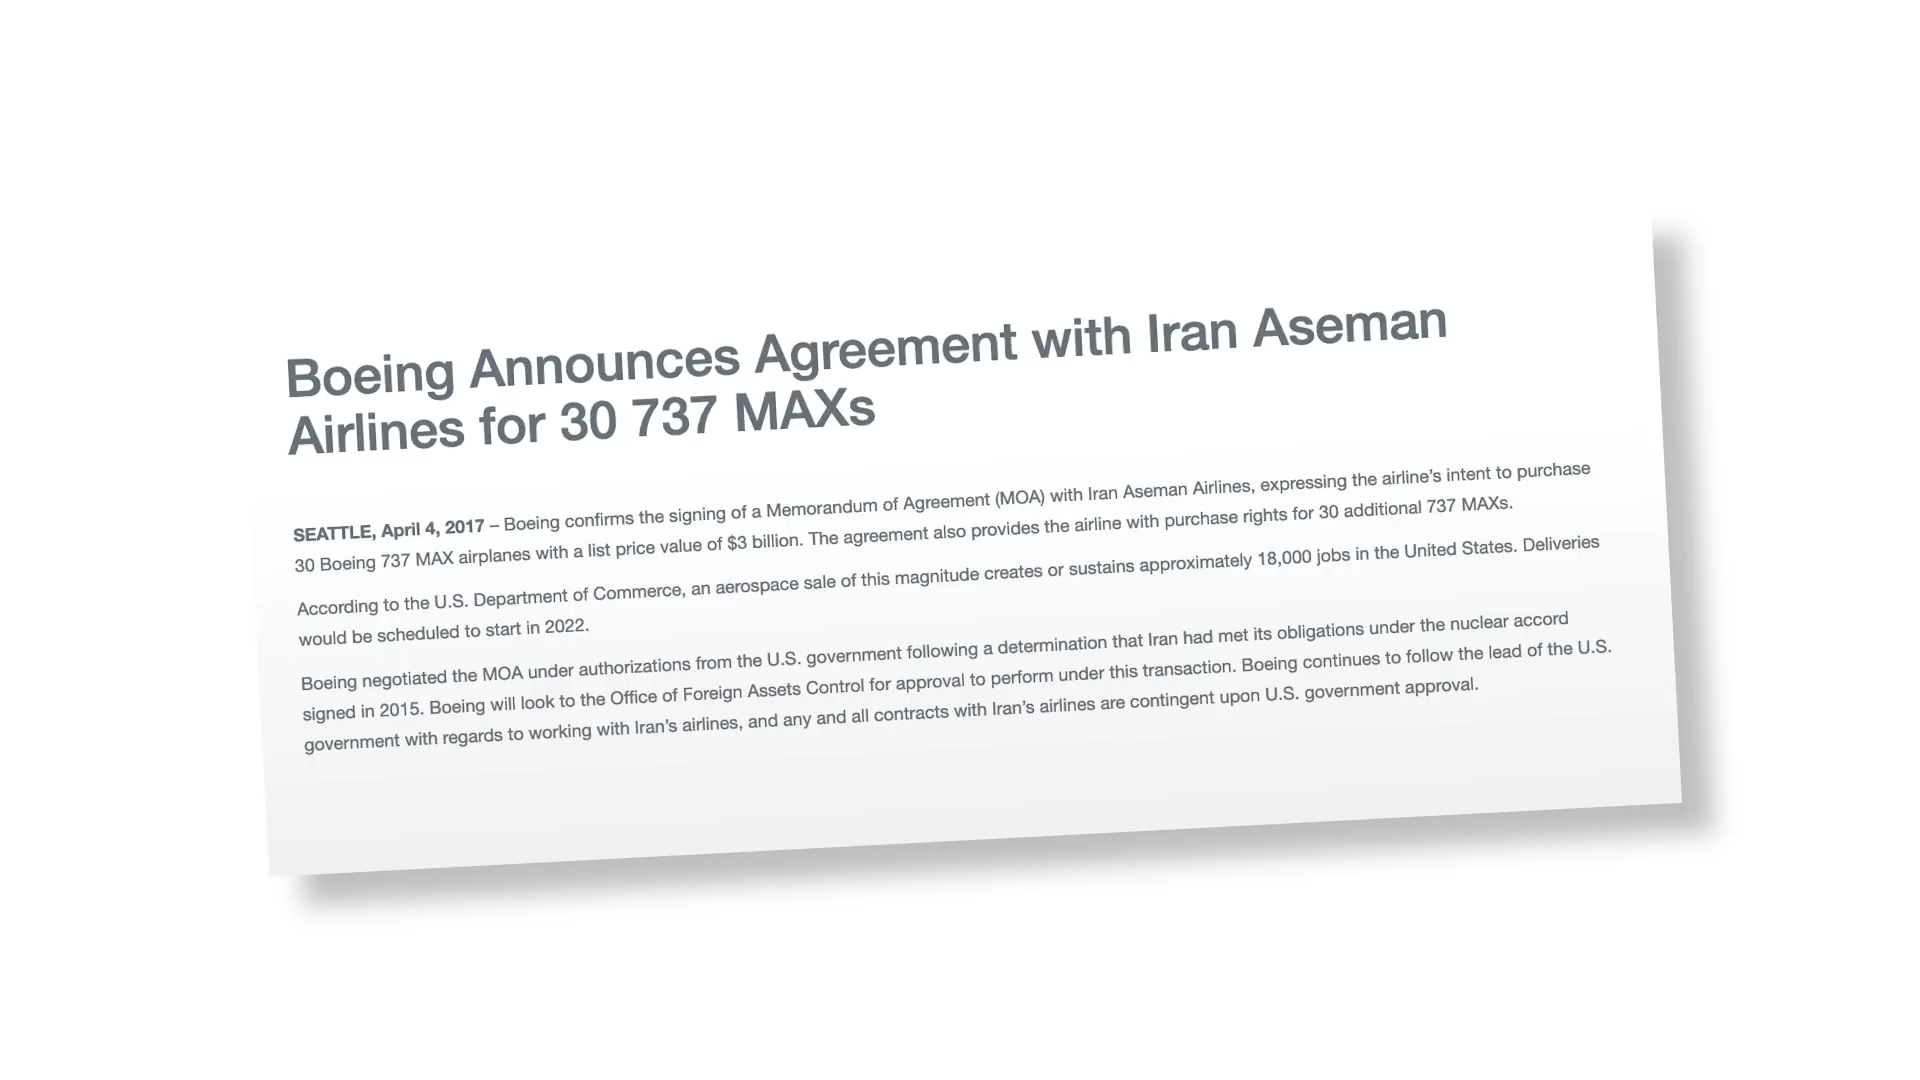 Boeing Announces Agreement with Iran Aseman
Airlines for 30 737 MAXs
SEATTLE, April 4, 2017 – Boeing confirms the signing of a Memorandum of Agreement (MOA) with Iran Aseman Airlines, expressing the airline’s intent to purchase
30 Boeing 737 MAX airplanes with a list price value of $3 billion. The agreement also provides the airline with purchase rights for 30 additional 737 MAXs.
According to the U.S. Department of Commerce, an aerospace sale of this magnitude creates or sustains approximately 18,000 jobs in the United States. Deliveries
would be scheduled to start in 2022.
Boeing negotiated the MOA under authorizations from the U.S. government following a determination that Iran had met its obligations under the nuclear accord
signed in 2015. Boeing will look to the Office of Foreign Assets Control for approval to perform under this transaction. Boeing continues to follow the lead of the U.S.
government with regards to working with Iran’s airlines, and any and all contracts with Iran’s airlines are contingent upon U.S. government approval.